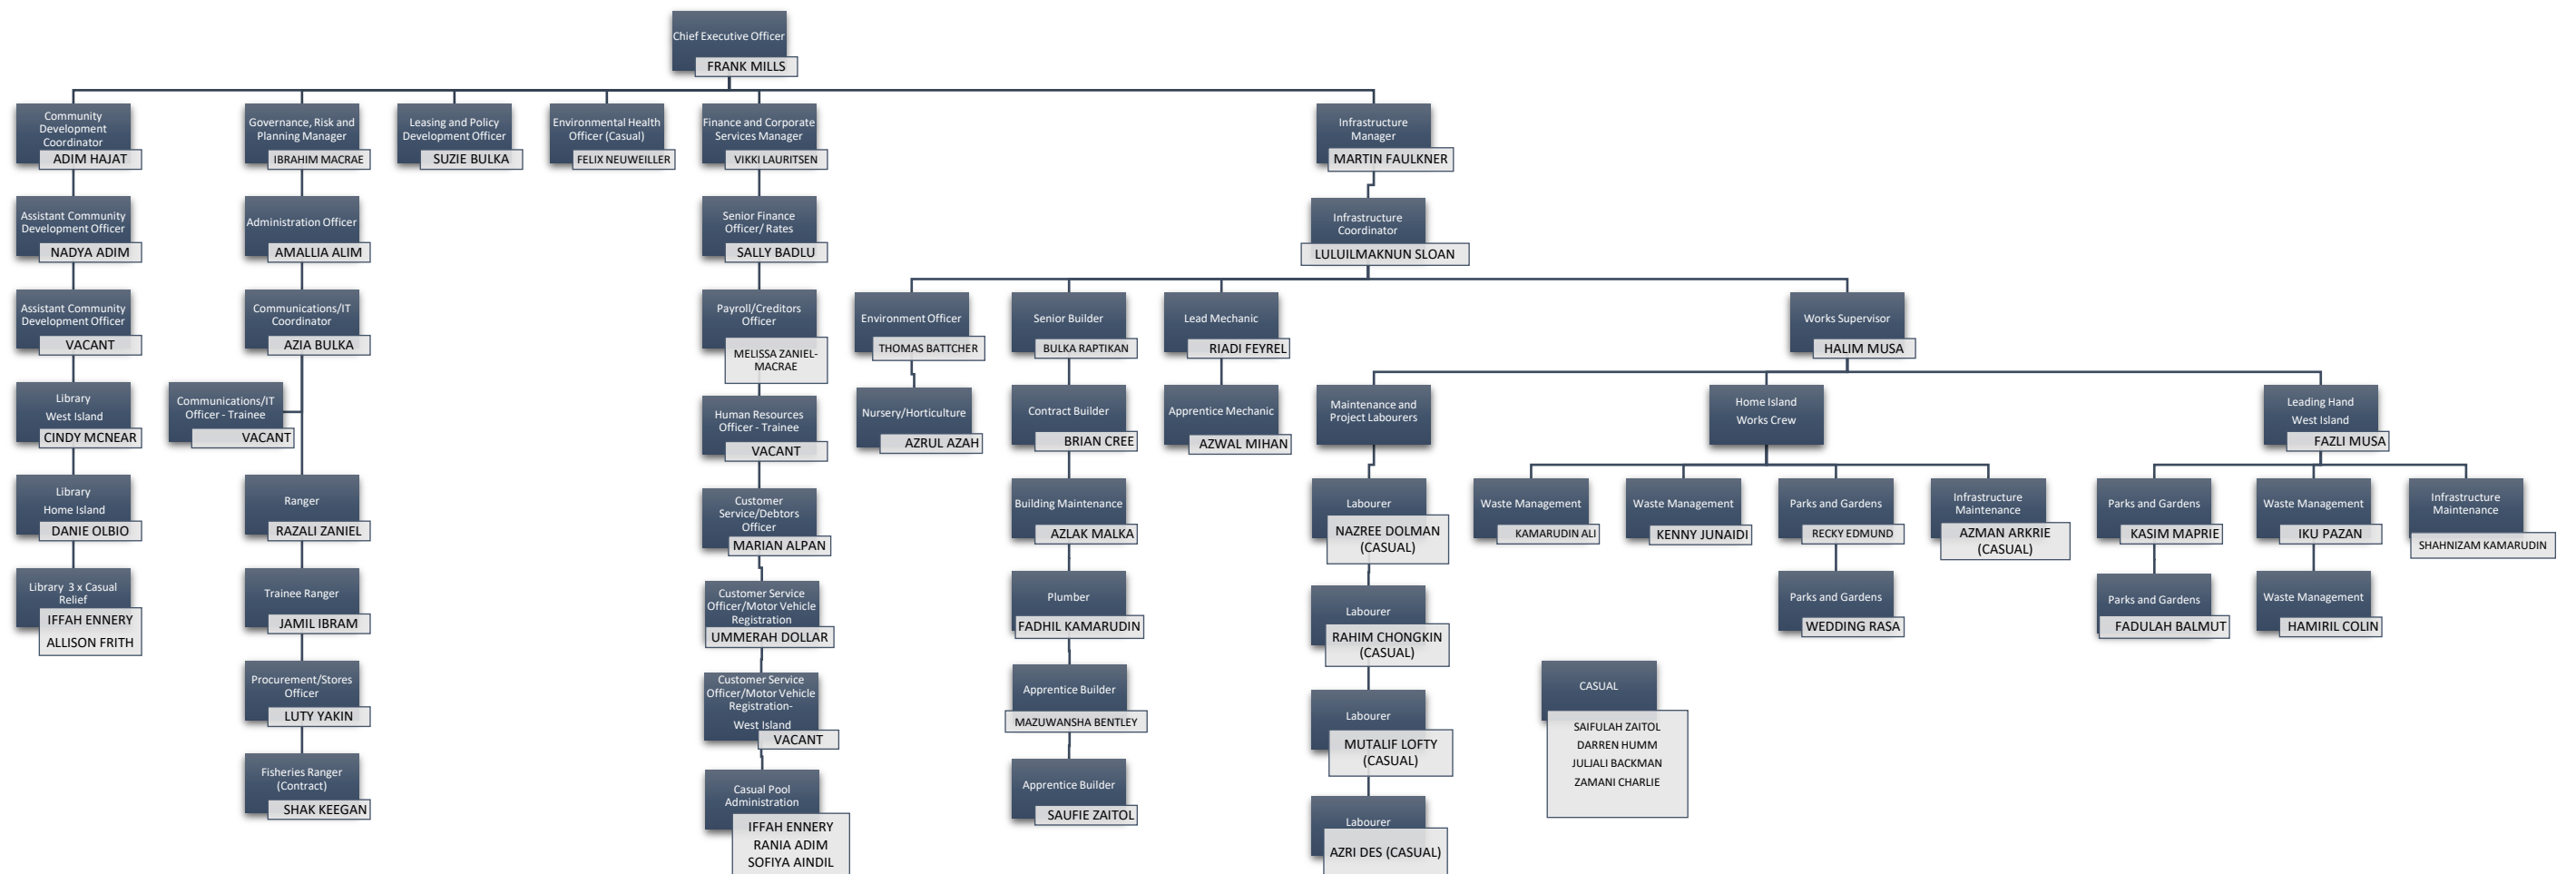 Chief Executive Officer
FRANK MILLS
Community
Development
Coordinator
ADIM HAJAT
Governance, Risk and
Planning Manager
IBRAHIM MACRAE
Leasing and Policy
Development Officer
SUZIE BULKA
Environmental Health
Officer (Casual)
FELIX NEUWEILLER
Finance and Corporate
Services Manager
VIKKI LAURITSEN
Infrastructure
Manager
MARTIN FAULKNER
Assistant Community
Development Officer
NADYA ADIM
Administration Officer
AMALLIA ALIM
Senior Finance
Officer/ Rates
SALLY BADLU
Infrastructure
Coordinator
LULUILMAKNUN SLOAN
Assistant Community
Development Officer
VACANT
Communications/IT
Coordinator
AZIA BULKA
Payroll/Creditors
Officer
MELISSA ZANIEL-
MACRAE
Environment Officer
THOMAS BATTCHER
Senior Builder
BULKA RAPTIKAN
Lead Mechanic
RIADI FEYREL
Works Supervisor
HALIM MUSA
Library
West Island
CINDY MCNEAR
Communications/IT
Officer - Trainee
VACANT
Human Resources
Officer - Trainee
VACANT
Nursery/Horticulture
AZRUL AZAH
Contract Builder
BRIAN CREE
Apprentice Mechanic
AZWAL MIHAN
Maintenance and
Project Labourers
Home Island
Works Crew
Leading Hand
West Island
FAZLI MUSA
Library
Home Island
DANIE OLBIO
Ranger
RAZALI ZANIEL
Customer
Service/Debtors
Officer
MARIAN ALPAN
Building Maintenance
AZLAK MALKA
Labourer
NAZREE DOLMAN
(CASUAL)
Waste Management
KAMARUDIN ALI
Waste Management
KENNY JUNAIDI
Parks and Gardens
RECKY EDMUND
Infrastructure
Maintenance
AZMAN ARKRIE
(CASUAL)
Parks and Gardens
KASIM MAPRIE
Waste Management
IKU PAZAN
Infrastructure
Maintenance
SHAHNIZAM KAMARUDIN
Library 3 x Casual
Relief
IFFAH ENNERY
ALLISON FRITH
Trainee Ranger
JAMIL IBRAM
Customer Service
Officer/Motor Vehicle
Registration
UMMERAH DOLLAR
Plumber
FADHIL KAMARUDIN
Labourer
RAHIM CHONGKIN
(CASUAL)
Parks and Gardens
WEDDING RASA
Parks and Gardens
FADULAH BALMUT
Waste Management
HAMIRIL COLIN
Procurement/Stores
Officer
LUTY YAKIN
Customer Service
Officer/Motor Vehicle
Registration-
West Island
VACANT
Apprentice Builder
MAZUWANSHA BENTLEY
Labourer
MUTALIF LOFTY
(CASUAL)
CASUAL
SAIFULAH ZAITOL
DARREN HUMM
JULJALI BACKMAN
ZAMANI CHARLIE
Fisheries Ranger
(Contract)
SHAK KEEGAN
Casual Pool
Administration
IFFAH ENNERY
RANIA ADIM
SOFIYA AINDIL
Apprentice Builder
SAUFIE ZAITOL
Labourer
AZRI DES (CASUAL)